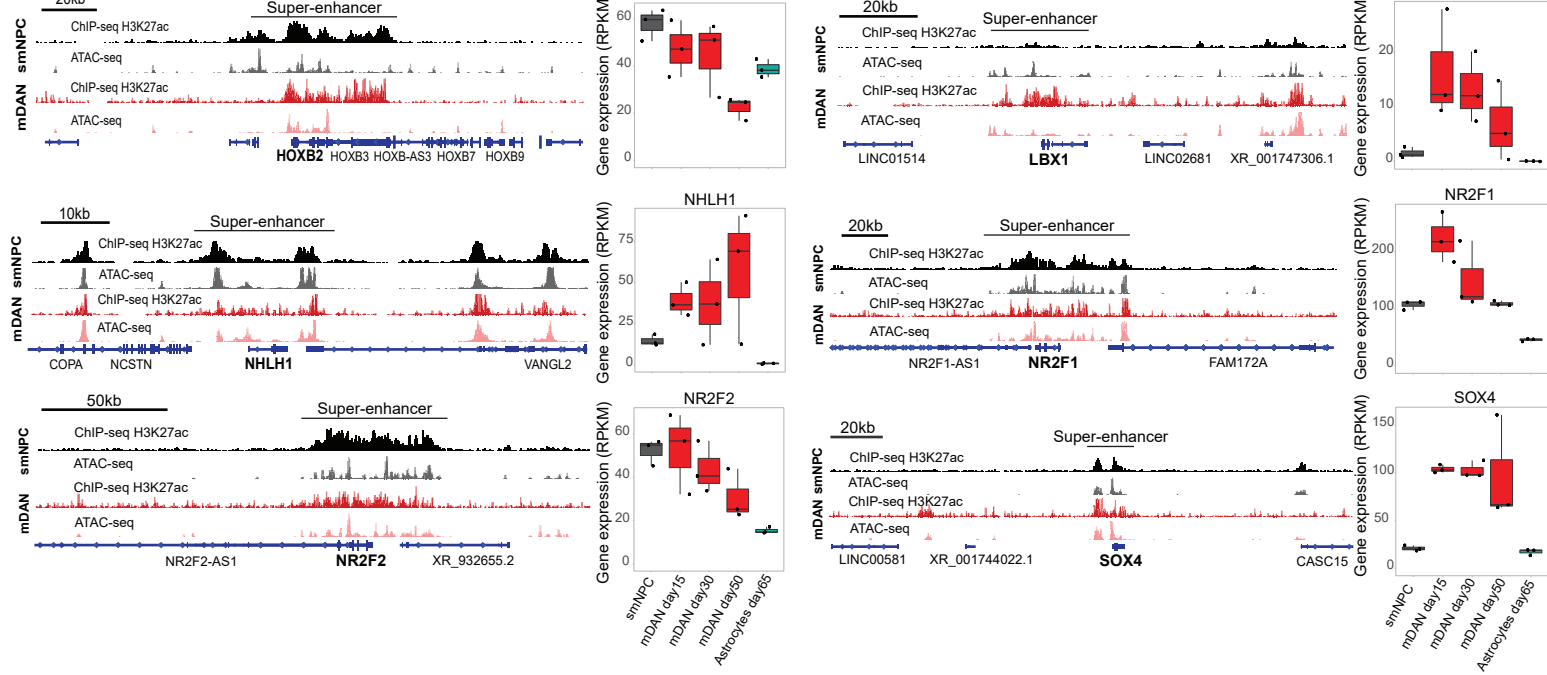 20kb
Super-enhancer
smNPC
ChIP-seq H3K27ac
ATAC-seq
mDAN
ChIP-seq H3K27ac
ATAC-seq
HOXB2 HOXB3 HOXB-AS3 HOXB7 HOXB9
Gene expression (RPKM)
60
40
20
0
20kb
Super-enhancer
smNPC
ChIP-seq H3K27ac
ATAC-seq
mDAN
ChIP-seq H3K27ac
ATAC-seq
LINC01514 LBX1 LINC02681 XR_001747306.1
Gene expression (RPKM)
20
10
0
10kb
Super-enhancer
smNPC
ChIP-seq H3K27ac
ATAC-seq
mDAN
ChIP-seq H3K27ac
ATAC-seq
COPA NCSTN NHLH1 VANGL2
NHLH1
Gene expression (RPKM)
75
50
25
0
20kb
Super-enhancer
smNPC
ChIP-seq H3K27ac
ATAC-seq
mDAN
ChIP-seq H3K27ac
ATAC-seq
NR2F1-AS1 NR2F1 FAM172A
NR2F1
Gene expression (RPKM)
200
100
0
50kb
Super-enhancer
smNPC
ChIP-seq H3K27ac
ATAC-seq
mDAN
ChIP-seq H3K27ac
ATAC-seq
NR2F2-AS1 NR2F2 XR_932655.2
NR2F2
Gene expression (RPKM)
60
40
20
0
smNPC
mDAN day15
mDAN day30
mDAN day50
Astrocytes day65
20kb
Super-enhancer
smNPC
ChIP-seq H3K27ac
ATAC-seq
mDAN
ChIP-seq H3K27ac
ATAC-seq
LINC00581 XR_001744022.1 SOX4 CASC15
SOX4
Gene expression (RPKM)
150
100
50
0
smNPC
mDAN day15
mDAN day30
mDAN day50
Astrocytes day65